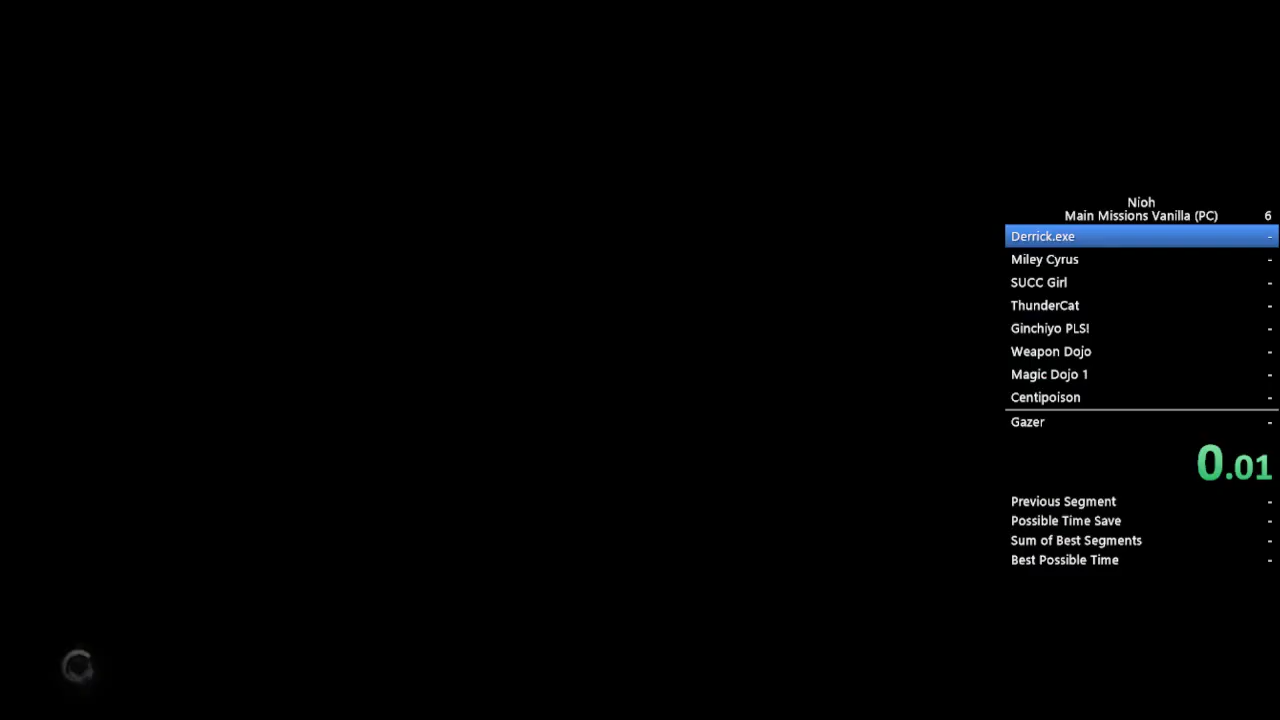 Nioh
Main Missions Vanilla (PC) 6
Derrick.exe -
Miley Cyrus -
SUCC Girl -
ThunderCat -
Ginchiyo PLS! -
Weapon Dojo -
Magic Dojo 1 -
Centipoison -
Gazer -
0.01
Previous Segment -
Possible Time Save -
Sum of Best Segments -
Best Possible Time -